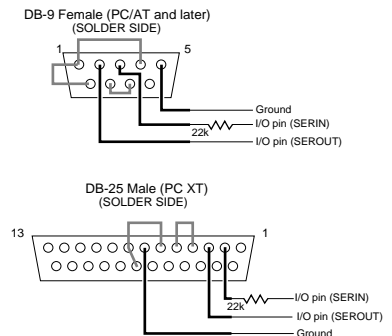 DB-9 Female (PC/AT and later)
(SOLDER SIDE)
1 5
Ground
I/O pin (SERIN)
22k
I/O pin (SEROUT)
DB-25 Male (PC XT)
(SOLDER SIDE)
13 1
I/O pin (SERIN)
22k
I/O pin (SEROUT)
Ground